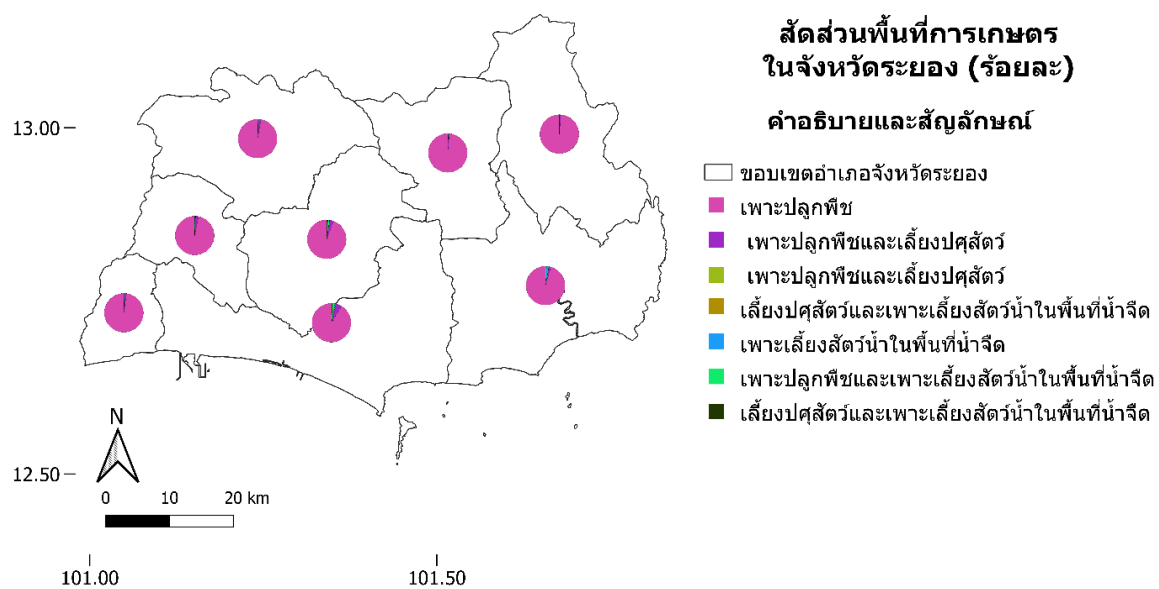 สัดส่วนพื้นที่การเกษตร
ในจังหวัดระยอง (ร้อยละ)
คำอธิบายและสัญลักษณ์
ขอบเขตอำเภอจังหวัดระยอง
เพาะปลูกพืช
เพาะปลูกพืชและเลี้ยงปศุสัตว์
เพาะปลูกพืชและเลี้ยงปศุสัตว์
เลี้ยงปศุสัตว์และเพาะเลี้ยงสัตว์น้ำในพื้นที่น้ำจืด
เพาะเลี้ยงสัตว์น้ำในพื้นที่น้ำจืด
เพาะปลูกพืชและเพาะเลี้ยงสัตว์น้ำในพื้นที่น้ำจืด
เลี้ยงปศุสัตว์และเพาะเลี้ยงสัตว์น้ำในพื้นที่น้ำจืด
13.00
12.50
N
0 10 20 km
101.00 101.50